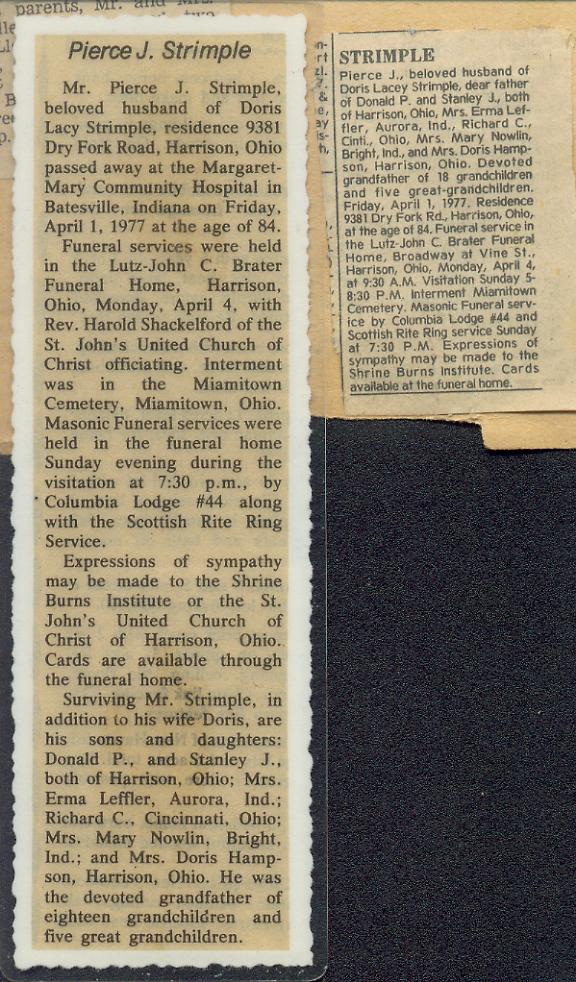 parents, Mr. and Mrs.
Pierce J. Strimple
Mr. Pierce J. Strimple,
beloved husband of Doris
Lacy Strimple, residence 9381
Dry Fork Road, Harrison, Ohio
passed away at the Margaret-
Mary Community Hospital in
Batesville, Indiana on Friday,
April 1, 1977 at the age of 84.
Funeral services were held
in the Lutz-John C. Brater
Funeral Home, Harrison,
Ohio, Monday, April 4, with
Rev. Harold Shackelford of the
St. John's United Church of
Christ officiating. Interment
was in the Miamitown
Cemetery, Miamitown, Ohio.
Masonic Funeral services were
held in the funeral home
Sunday evening during the
visitation at 7:30 p.m., by
Columbia Lodge #44 along
with the Scottish Rite Ring
Service.
Expressions of sympathy
may be made to the Shrine
Burns Institute or the St.
John's United Church of
Christ of Harrison, Ohio.
Cards are available through
the funeral home.
Surviving Mr. Strimple, in
addition to his wife Doris, are
his sons and daughters:
Donald P., and Stanley J.,
both of Harrison, Ohio; Mrs.
Erma Leffler, Aurora, Ind.;
Richard C., Cincinnati, Ohio;
Mrs. Mary Nowlin, Bright,
Ind.; and Mrs. Doris Hamp-
son, Harrison, Ohio. He was
the devoted grandfather of
eighteen grandchildren and
five great grandchildren.
STRIMPLE
Pierce J., beloved husband of
Doris Lacey Strimple, dear father
of Donald P. and Stanley J., both
of Harrison, Ohio, Mrs. Erma Lef-
fler, Aurora, Ind., Richard C.,
Cinti., Ohio, Mrs. Mary Nowlin,
Bright, Ind., and Mrs. Doris Hamp-
son, Harrison, Ohio. Devoted
grandfather of 18 grandchildren
and five great-grandchildren.
Friday, April 1, 1977. Residence
9381 Dry Fork Rd., Harrison, Ohio,
at the age of 84. Funeral service in
the Lutz-John C. Brater Funeral
Home, Broadway at Vine St.,
Harrison, Ohio, Monday, April 4,
at 9:30 A.M. Visitation Sunday 5-
8:30 P.M. Interment Miamitown
Cemetery. Masonic Funeral serv-
ice by Columbia Lodge #44 and
Scottish Rite Ring service Sunday
at 7:30 P.M. Expressions of
sympathy may be made to the
Shrine Burns Institute. Cards
available at the funeral home.